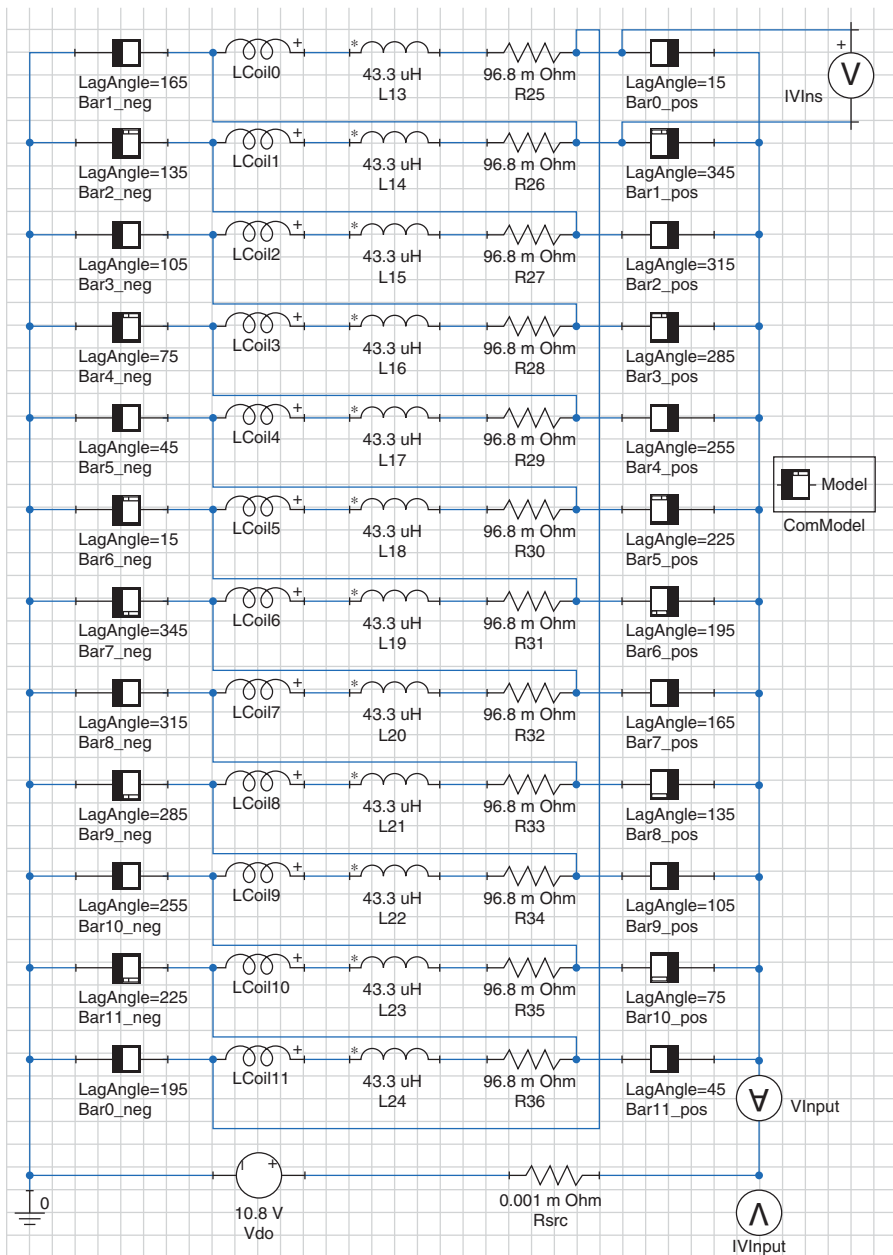 +
LCoil0
+
*
43.3 uH
L13
96.8 m Ohm
R25
LagAngle=165
Bar1_neg
LagAngle=15
Bar0_pos
+
V
IVIns
LagAngle=135
Bar2_neg
LCoil1
+
*
43.3 uH
L14
96.8 m Ohm
R26
LagAngle=345
Bar1_pos
LagAngle=105
Bar3_neg
LCoil2
+
*
43.3 uH
L15
96.8 m Ohm
R27
LagAngle=315
Bar2_pos
LagAngle=75
Bar4_neg
LCoil3
+
*
43.3 uH
L16
96.8 m Ohm
R28
LagAngle=285
Bar3_pos
LagAngle=45
Bar5_neg
LCoil4
+
*
43.3 uH
L17
96.8 m Ohm
R29
LagAngle=255
Bar4_pos
Model
ComModel
LagAngle=15
Bar6_neg
LCoil5
+
*
43.3 uH
L18
96.8 m Ohm
R30
LagAngle=225
Bar5_pos
LagAngle=345
Bar7_neg
LCoil6
+
*
43.3 uH
L19
96.8 m Ohm
R31
LagAngle=195
Bar6_pos
LagAngle=315
Bar8_neg
LCoil7
+
*
43.3 uH
L20
96.8 m Ohm
R32
LagAngle=165
Bar7_pos
LagAngle=285
Bar9_neg
LCoil8
+
*
43.3 uH
L21
96.8 m Ohm
R33
LagAngle=135
Bar8_pos
LagAngle=255
Bar10_neg
LCoil9
+
*
43.3 uH
L22
96.8 m Ohm
R34
LagAngle=105
Bar9_pos
LagAngle=225
Bar11_neg
LCoil10
+
*
43.3 uH
L23
96.8 m Ohm
R35
LagAngle=75
Bar10_pos
LagAngle=195
Bar0_neg
LCoil11
+
*
43.3 uH
L24
96.8 m Ohm
R36
LagAngle=45
Bar11_pos
A
VInput
0
+
10.8 V
Vdo
0.001 m Ohm
Rsrc
V
IVInput